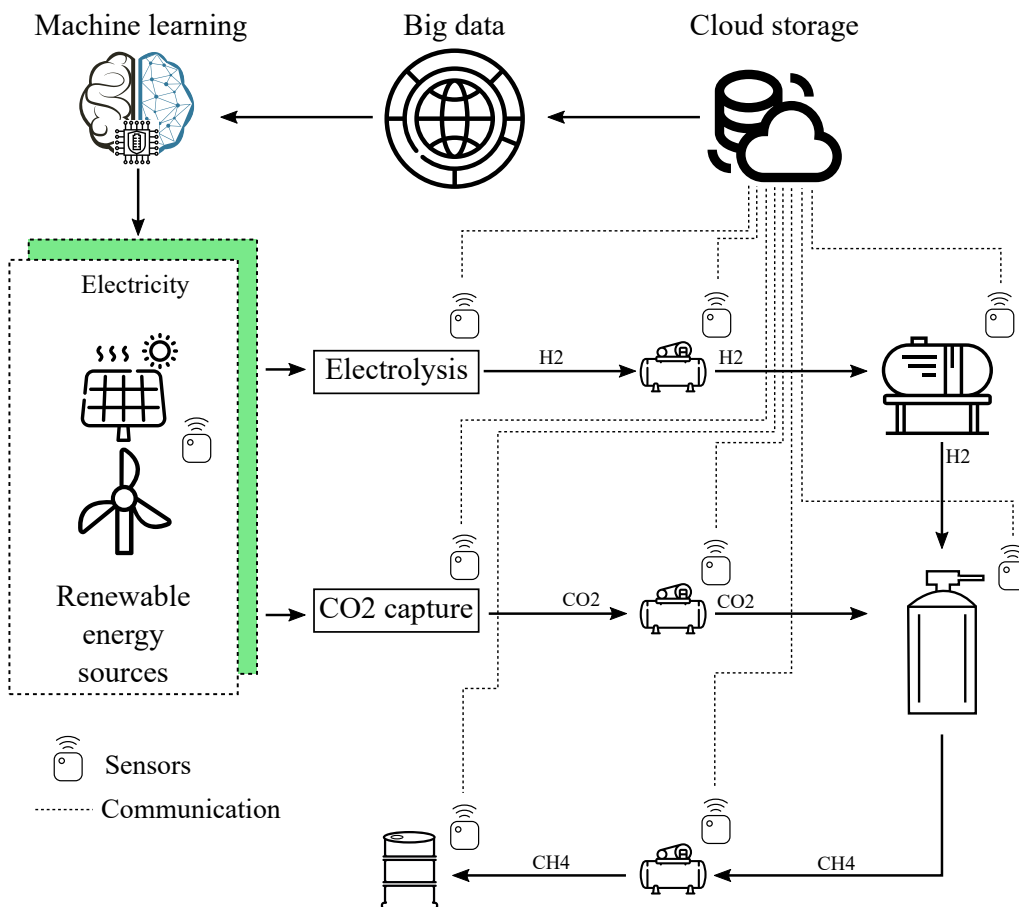 Machine learning
Big data
Cloud storage
Electricity
Electrolysis
H2
H2
H2
Renewable
energy
sources
CO2 capture
CO2
CO2
Sensors
Communication
CH4
CH4